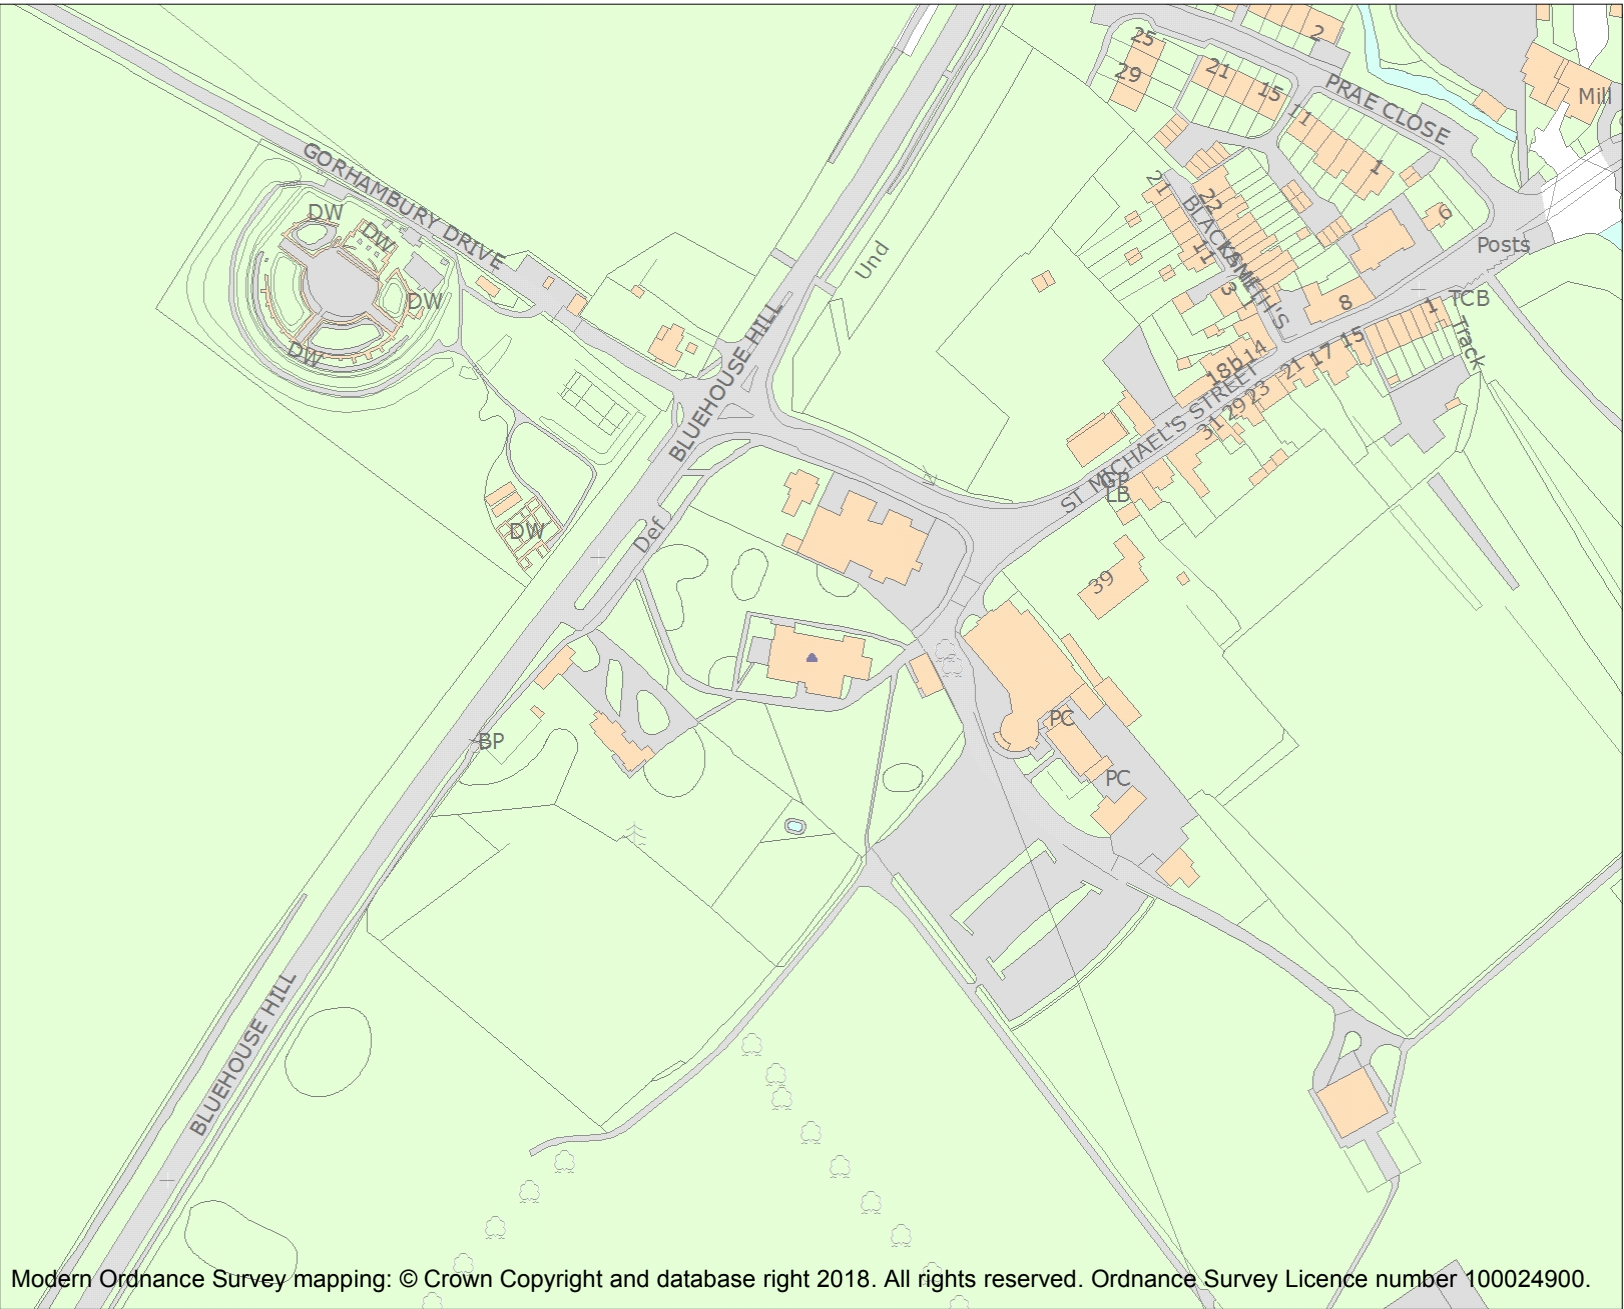 25
29
2
21
15
11
1
PRAE CLOSE
Mill
GORHAMBURY DRIVE
DW
DW
DW
DW
DW
21
22
BLACKSMITH'S
11
3
1
6
Posts
8
1
TCB
Track
Und
BLUEHOUSE HILL
18b
14
21
17
15
31
29
23
ST MICHAEL'S STREET
GP
LB
Def
39
PC
PC
BP
BLUEHOUSE HILL
Modern Ordnance Survey mapping: © Crown Copyright and database right 2018. All rights reserved. Ordnance Survey Licence number 100024900.